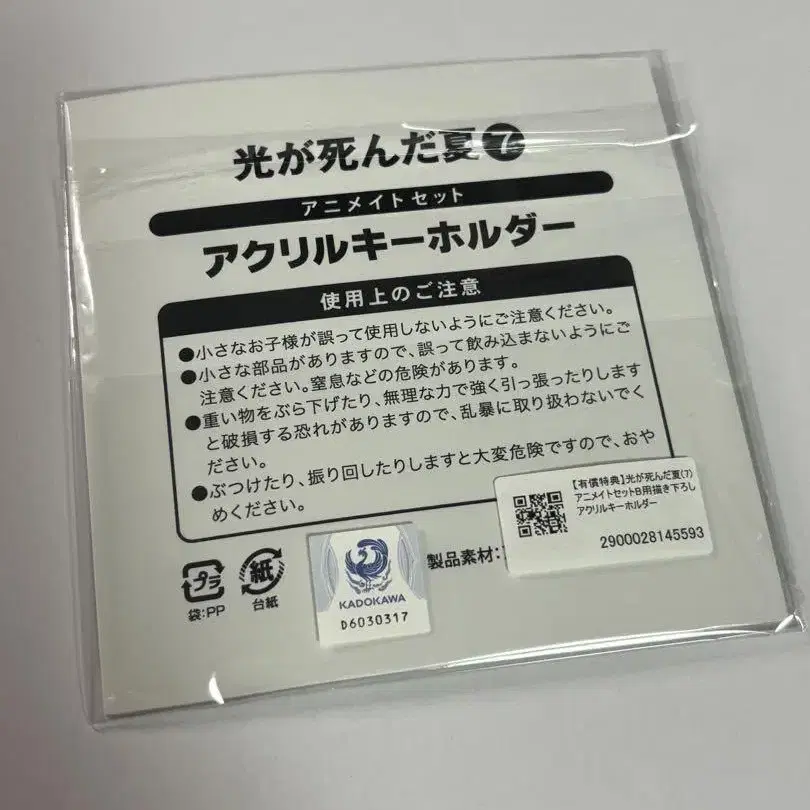 光が死んだ夏7
アニメイトセット
アクリルキーホルダー
使用上のご注意
●小さなお子様が誤って使用しないようにご注意ください。
●小さな部品がありますので、誤って飲み込まないようにご
注意ください。窒息などの危険があります。
●重い物をぶら下げたり、無理な力で強く引っ張ったりします
と破損する恐れがありますので、乱暴に取り扱わないでく
ださい。
●ぶつけたり、振り回したりしますと大変危険ですので、おや
めください。
プラ
袋:PP
紙
台紙
KADOKAWA
D6030317
製品素材:
【有償特典】光が死んだ夏(7)
アニメイトセットB用描き下ろし
アクリルキーホルダー
2900028145593